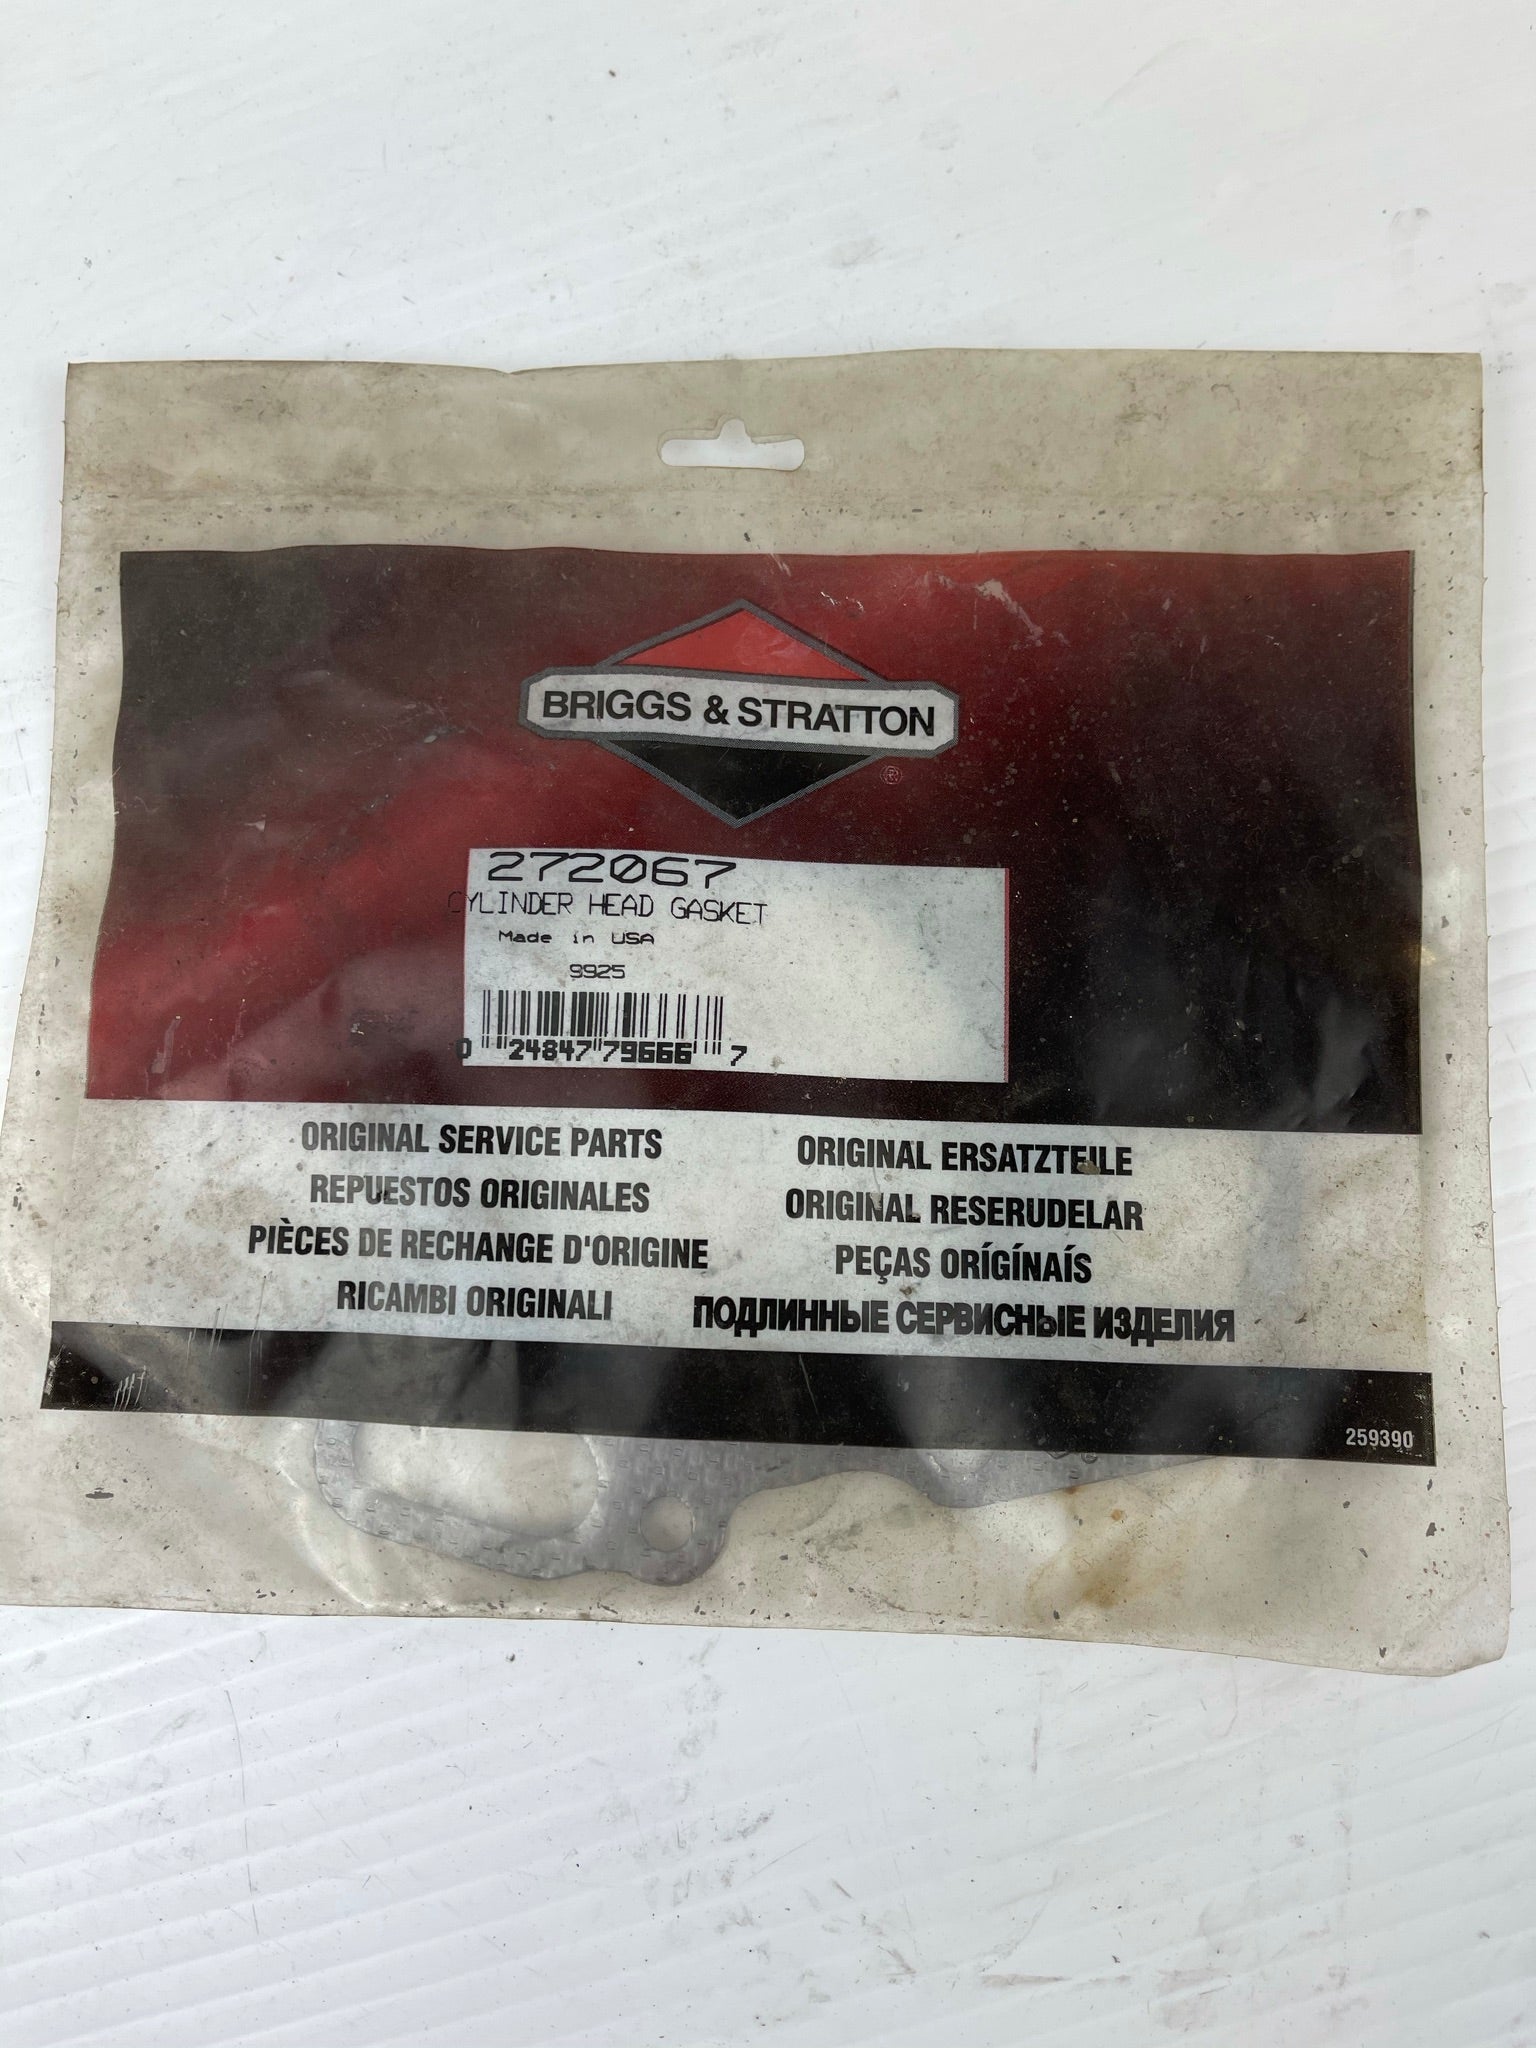 BRIGGS & STRATTON
®
272067
CYLINDER HEAD GASKET
Made in USA
9925
0 24847 79666 7
ORIGINAL SERVICE PARTS
REPUESTOS ORIGINALES
PIÈCES DE RECHANGE D'ORIGINE
RICAMBI ORIGINALI
ORIGINAL ERSATZTEILE
ORIGINAL RESERUDELAR
PEÇAS ORÍGÍNAÍS
ПОДЛИННЫЕ СЕРВИСНЫЕ ИЗДЕЛИЯ
259390